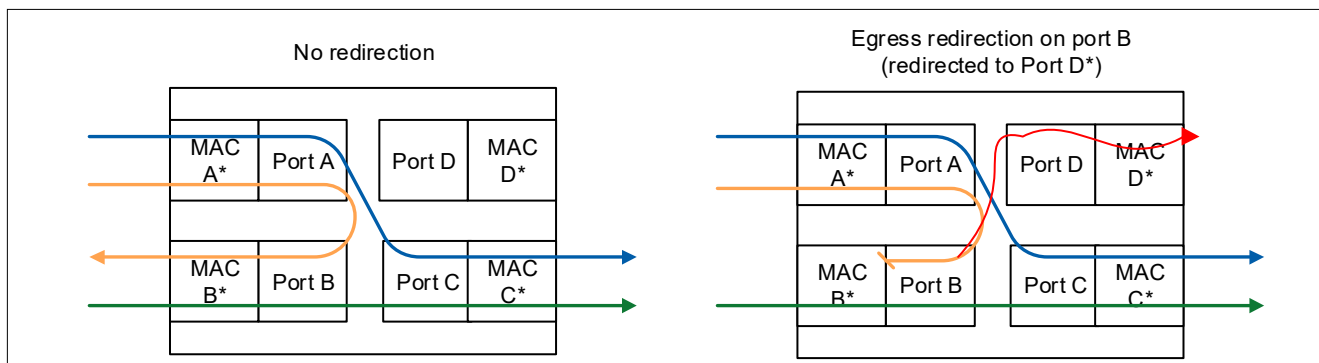 No redirection
MAC
A*
Port A
Port D
MAC
D*
MAC
B*
Port B
Port C
MAC
C*
Egress redirection on port B
(redirected to Port D*)
MAC
A*
Port A
Port D
MAC
D*
MAC
B*
Port B
Port C
MAC
C*